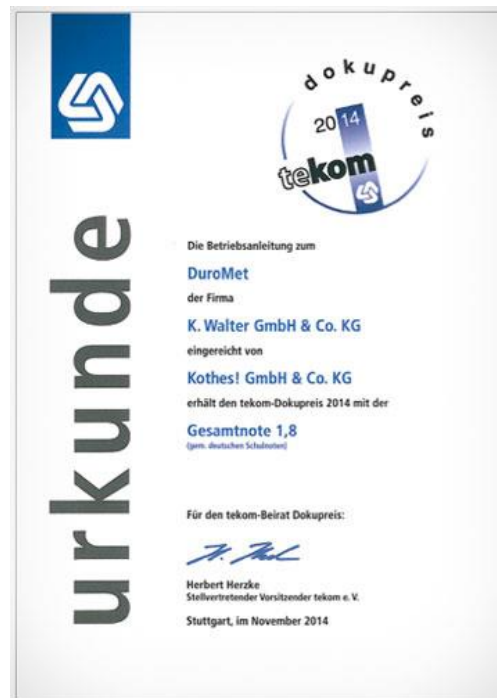 dokupreis
2014
tekom
urkunde
Die Betriebsanleitung zum
DuroMet
der Firma
K. Walter GmbH & Co. KG
eingereicht von
Kothes! GmbH & Co. KG
erhält den tekom-Dokupreis 2014 mit der
Gesamtnote 1,8
(gem. deutschen Schulnoten)
Für den tekom-Beirat Dokupreis:
Herbert Herzke
Stellvertretender Vorsitzender tekom e. V.
Stuttgart, im November 2014